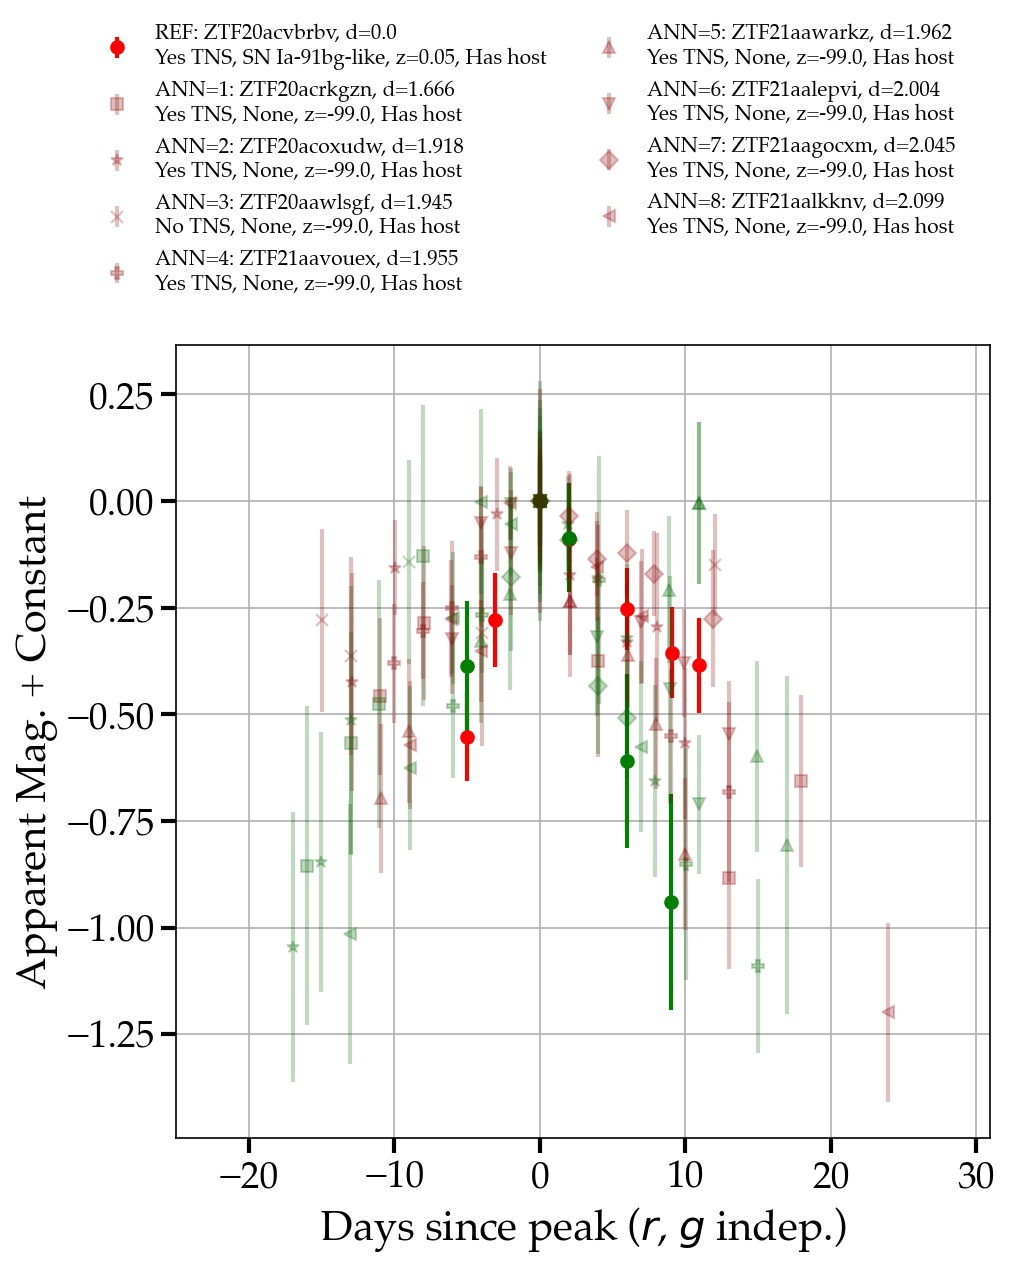 REF: ZTF20acvbrbv, d=0.0
Yes TNS, SN Ia-91bg-like, z=0.05, Has host
ANN=1: ZTF20acrkgzn, d=1.666
Yes TNS, None, z=-99.0, Has host
ANN=2: ZTF20acoxudw, d=1.918
Yes TNS, None, z=-99.0, Has host
ANN=3: ZTF20aawlsgf, d=1.945
No TNS, None, z=-99.0, Has host
ANN=4: ZTF21aavouex, d=1.955
Yes TNS, None, z=-99.0, Has host
ANN=5: ZTF21aawarkz, d=1.962
Yes TNS, None, z=-99.0, Has host
ANN=6: ZTF21aalepvi, d=2.004
Yes TNS, None, z=-99.0, Has host
ANN=7: ZTF21aagocxm, d=2.045
Yes TNS, None, z=-99.0, Has host
ANN=8: ZTF21aalkknv, d=2.099
Yes TNS, None, z=-99.0, Has host
Apparent Mag. + Constant
0.25
0.00
−0.25
−0.50
−0.75
−1.00
−1.25
−20 −10 0 10 20 30
Days since peak (r, g indep.)